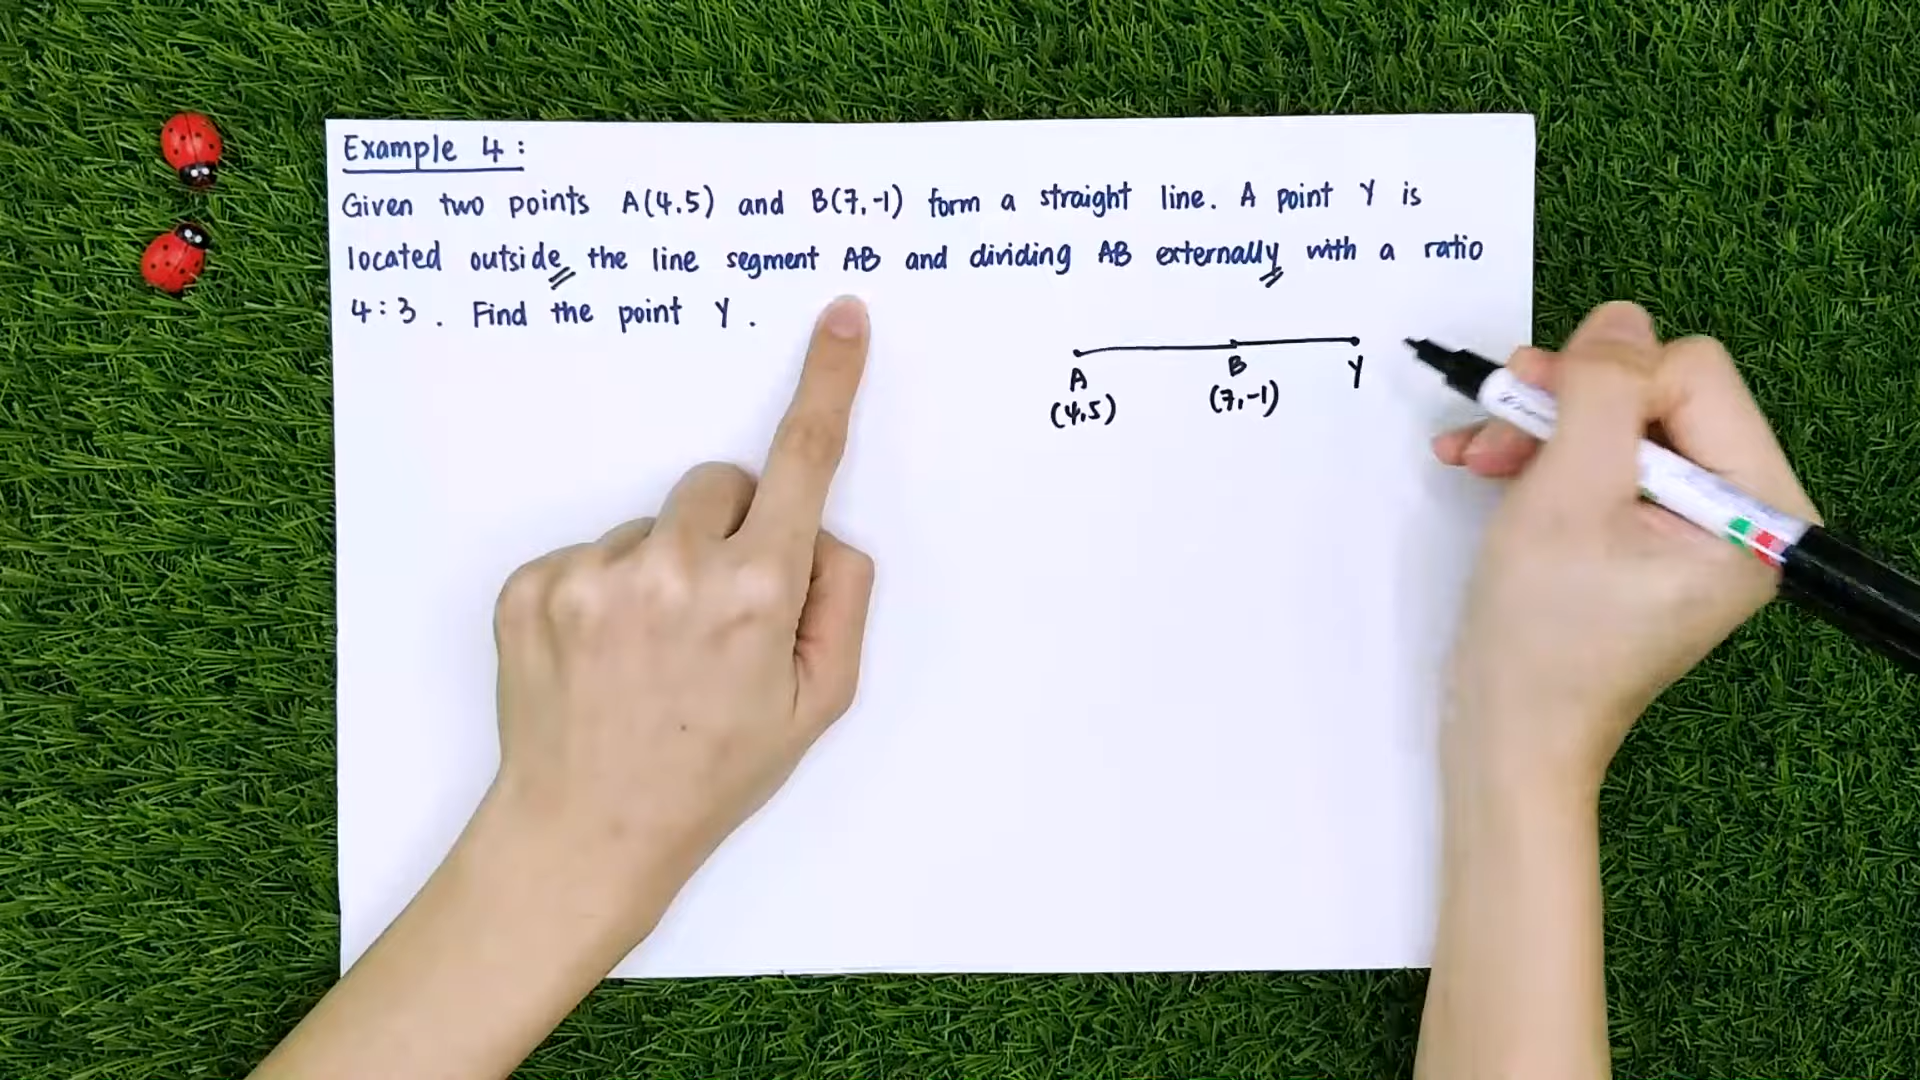 Example 4 :
Given two points A(4,5) and B(7,-1) form a straight line. A point Y is
located outside the line segment AB and dividing AB externally with a ratio
4 : 3 . Find the point Y .
A B Y
(4,5) (7,-1)